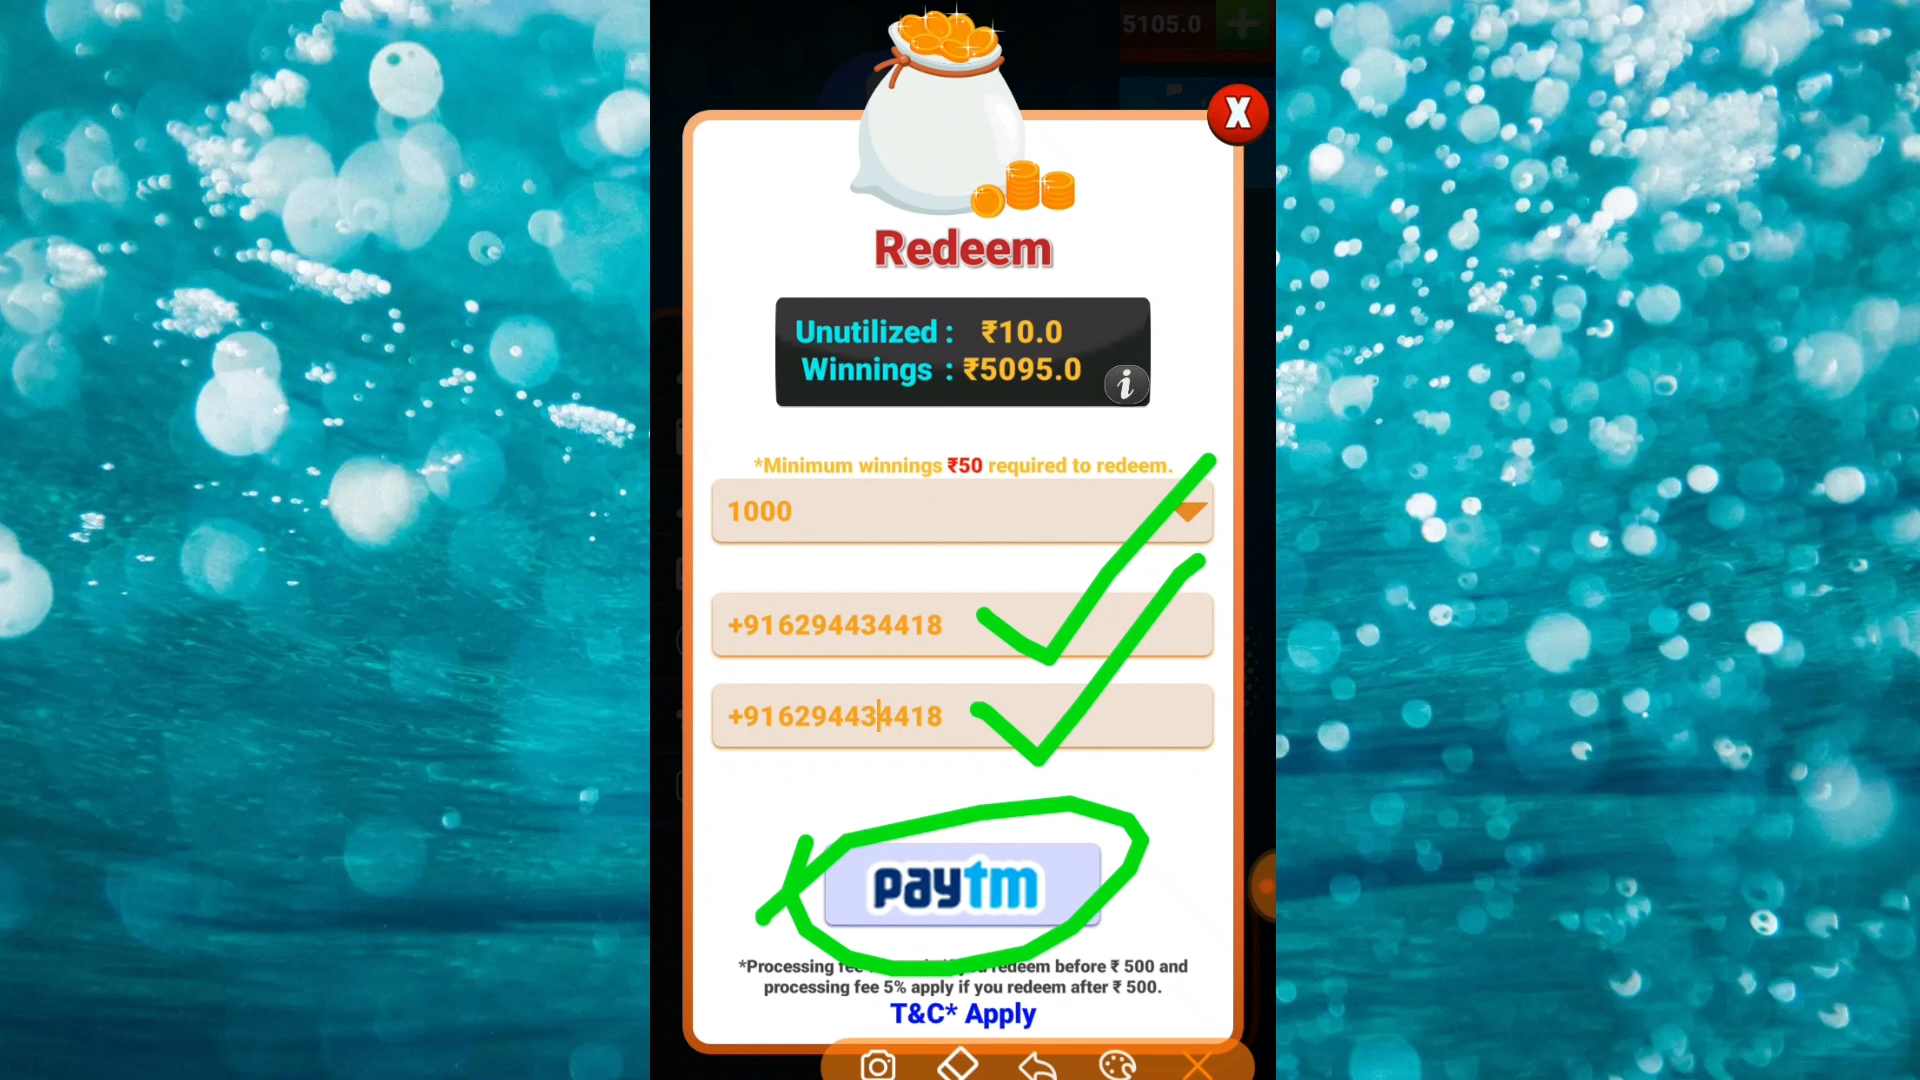 5105.0
X
Redeem
Unutilized : ₹10.0
Winnings : ₹5095.0
i
*Minimum winnings ₹50 required to redeem.
1000
+916294434418
+916294434418
paytm
*Processing redeem before ₹ 500 and
processing fee 5% apply if you redeem after ₹ 500.
T&C* Apply